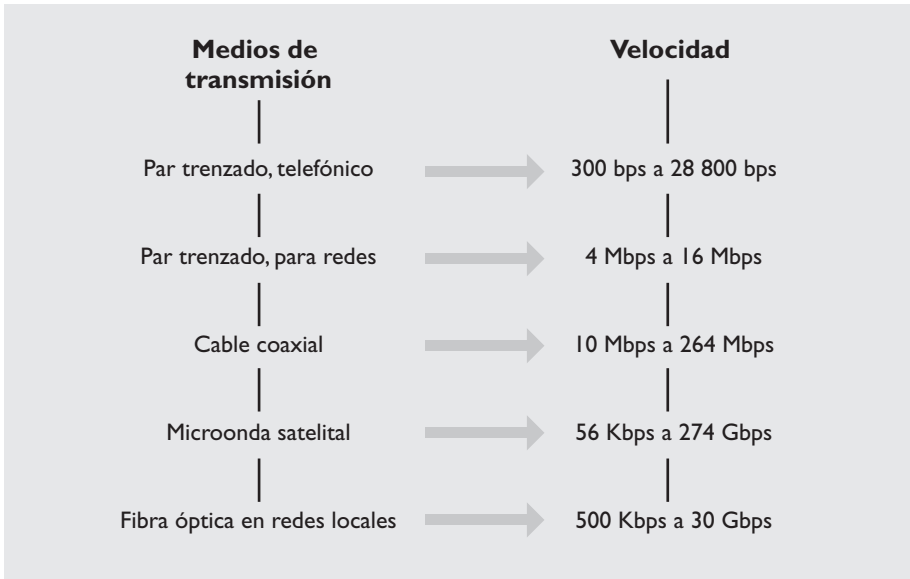 Medios de
transmisión
Velocidad
Par trenzado, telefónico
300 bps a 28 800 bps
Par trenzado, para redes
4 Mbps a 16 Mbps
Cable coaxial
10 Mbps a 264 Mbps
Microonda satelital
56 Kbps a 274 Gbps
Fibra óptica en redes locales
500 Kbps a 30 Gbps